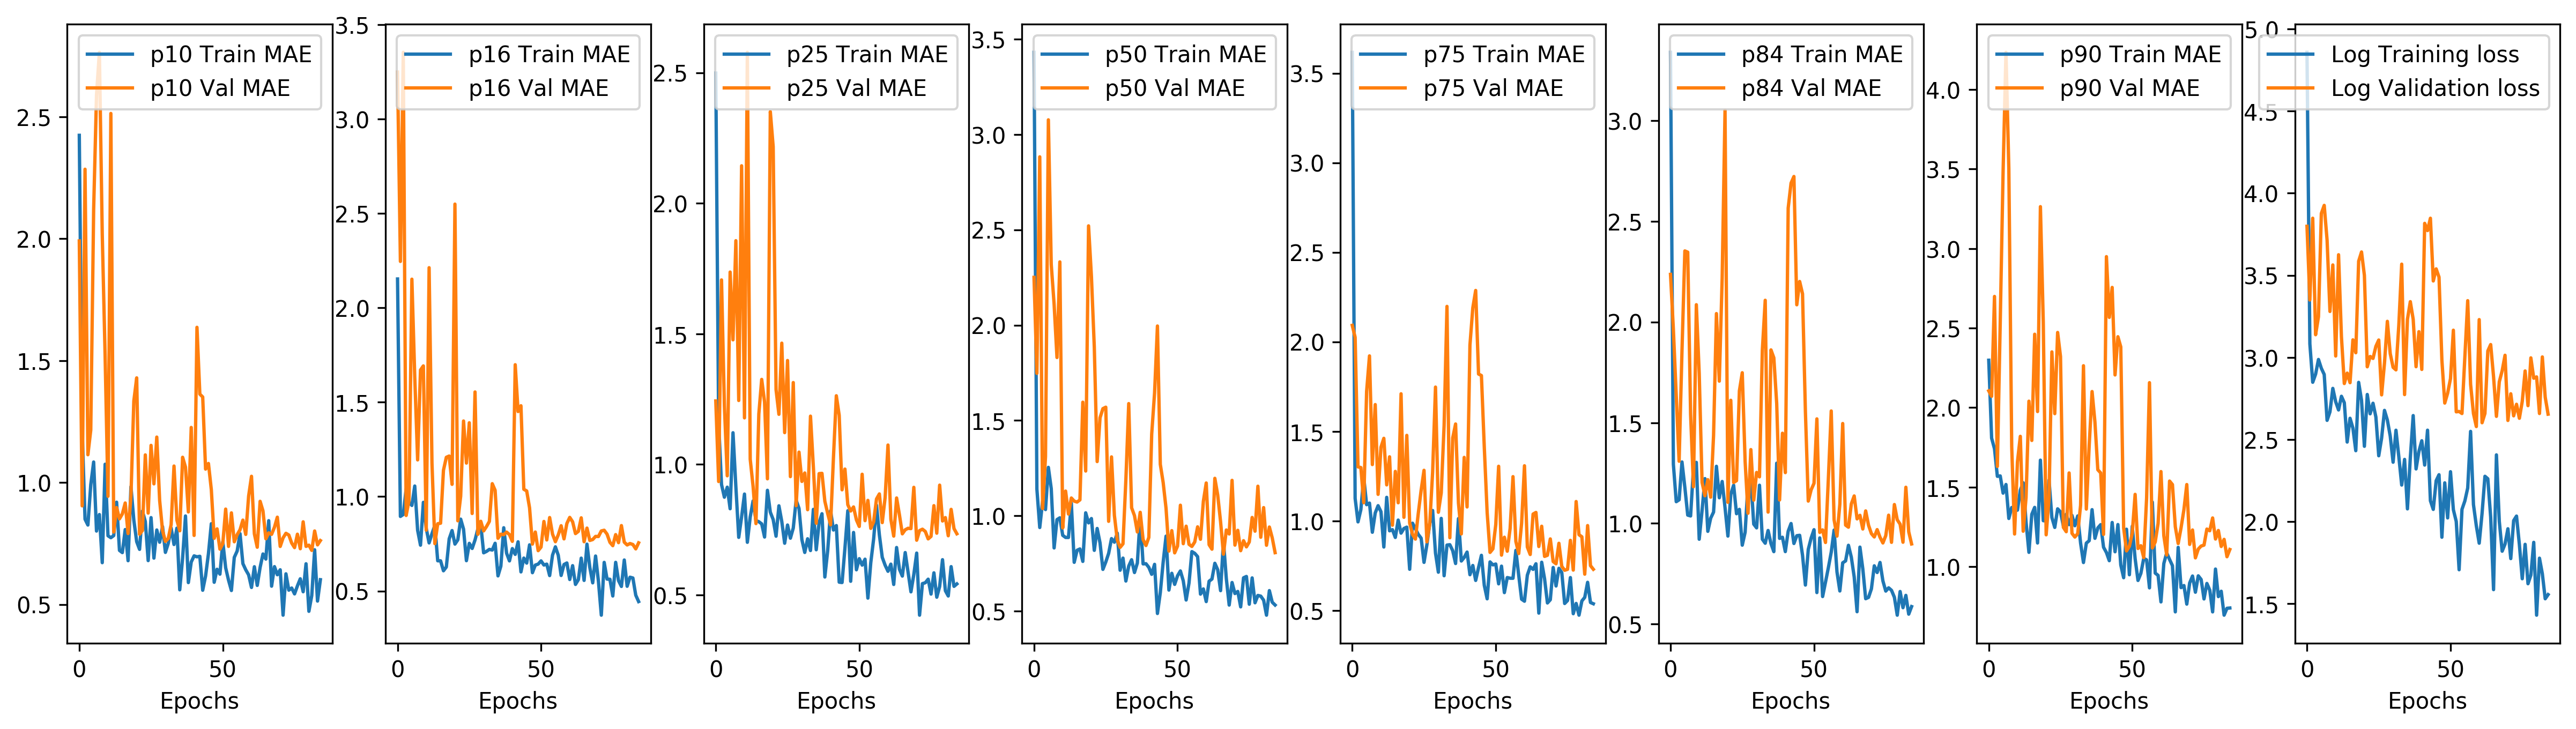 p10 Train MAE
p10 Val MAE
2.5
2.0
1.5
1.0
0.5
0
50
Epochs
p16 Train MAE
p16 Val MAE
3.5
3.0
2.5
2.0
1.5
1.0
0.5
0
50
Epochs
p25 Train MAE
p25 Val MAE
2.5
2.0
1.5
1.0
0.5
0
50
Epochs
p50 Train MAE
p50 Val MAE
3.5
3.0
2.5
2.0
1.5
1.0
0.5
0
50
Epochs
p75 Train MAE
p75 Val MAE
3.5
3.0
2.5
2.0
1.5
1.0
0.5
0
50
Epochs
p84 Train MAE
p84 Val MAE
3.0
2.5
2.0
1.5
1.0
0.5
0
50
Epochs
p90 Train MAE
p90 Val MAE
4.0
3.5
3.0
2.5
2.0
1.5
1.0
0
50
Epochs
Log Training loss
Log Validation loss
5.0
4.5
4.0
3.5
3.0
2.5
2.0
1.5
0
50
Epochs